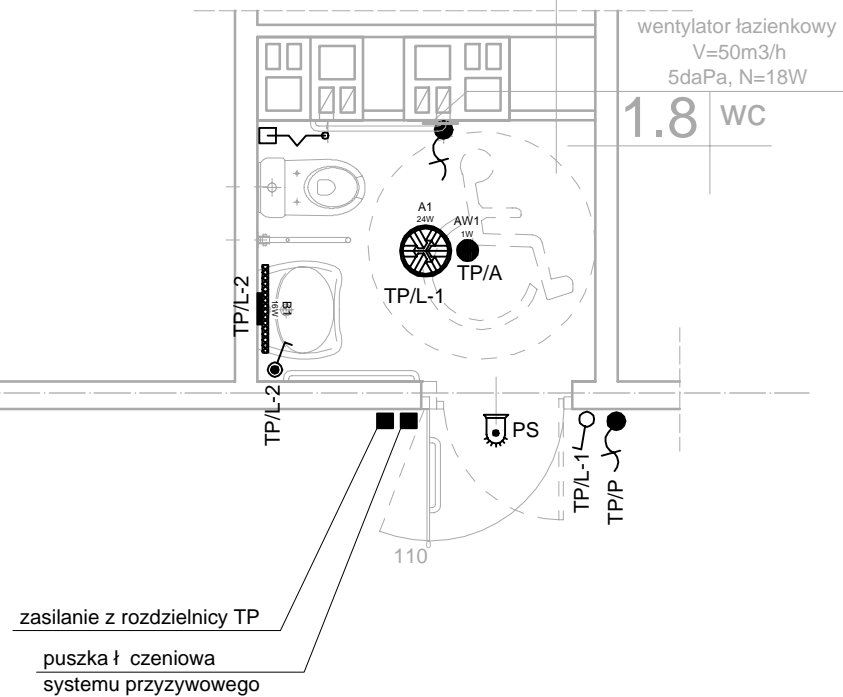 wentylator łazienkowy
V=50m3/h
5daPa, N=18W
1.8 wc
A1
24W
AW1
1W
TP/A
TP/L-1
TP/L-2
B1
16W
TP/L-2
PS
TP/L-1
TP/P
110
zasilanie z rozdzielnicy TP
puszka ł czeniowa
systemu przyzywowego